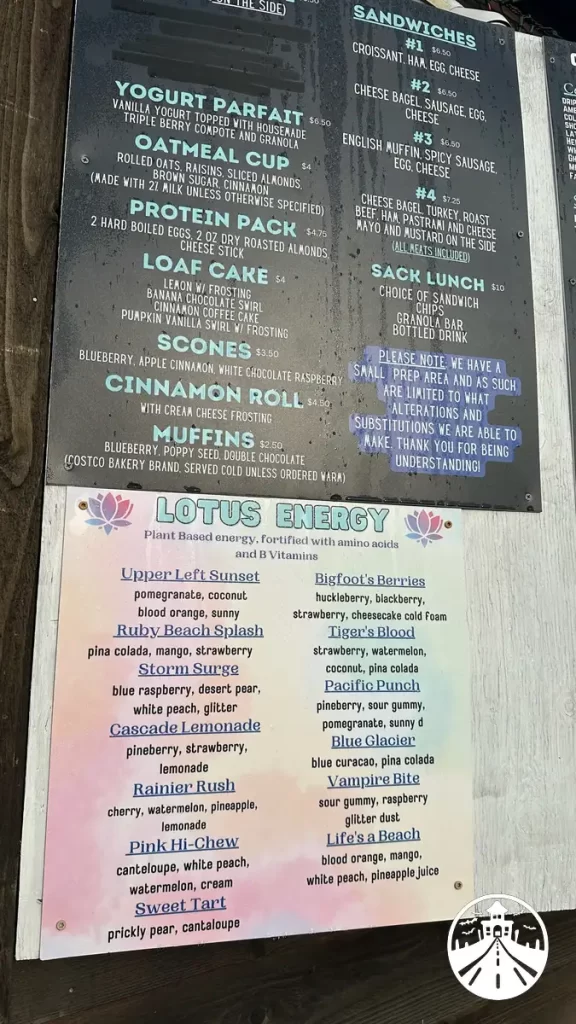 ON THE SIDE)
YOGURT PARFAIT $6.50
VANILLA YOGURT TOPPED WITH HOUSEMADE
TRIPLE BERRY COMPOTE AND GRANOLA
OATMEAL CUP $4
ROLLED OATS, RAISINS, SLICED ALMONDS,
BROWN SUGAR, CINNAMON
(MADE WITH 2% MILK UNLESS OTHERWISE SPECIFIED)
PROTEIN PACK $4.75
2 HARD BOILED EGGS, 2 OZ DRY ROASTED ALMONDS
CHEESE STICK
LOAF CAKE $4
LEMON W/ FROSTING
BANANA CHOCOLATE SWIRL
CINNAMON COFFEE CAKE
PUMPKIN VANILLA SWIRL W/ FROSTING
SCONES $3.50
BLUEBERRY, APPLE CINNAMON, WHITE CHOCOLATE RASPBERRY
CINNAMON ROLL $4.50
WITH CREAM CHEESE FROSTING
MUFFINS $2.50
BLUEBERRY, POPPY SEED, DOUBLE CHOCOLATE
(COSTCO BAKERY BRAND, SERVED COLD UNLESS ORDERED WARM)
SANDWICHES
#1 $6.50
CROISSANT, HAM, EGG, CHEESE
#2 $6.50
CHEESE BAGEL, SAUSAGE, EGG,
CHEESE
#3 $6.50
ENGLISH MUFFIN, SPICY SAUSAGE,
EGG, CHEESE
#4 $7.25
CHEESE BAGEL, TURKEY, ROAST
BEEF, HAM, PASTRAMI AND CHEESE
MAYO AND MUSTARD ON THE SIDE
(ALL MEATS INCLUDED)
SACK LUNCH $10
CHOICE OF SANDWICH
CHIPS
GRANOLA BAR
BOTTLED DRINK
PLEASE NOTE: WE HAVE A
SMALL PREP AREA AND AS SUCH
ARE LIMITED TO WHAT
ALTERATIONS AND
SUBSTITUTIONS WE ARE ABLE TO
MAKE. THANK YOU FOR BEING
UNDERSTANDING!
LOTUS ENERGY
Plant Based energy, fortified with amino acids
and B Vitamins
Upper Left Sunset
pomegranate, coconut
blood orange, sunny
Ruby Beach Splash
pina colada, mango, strawberry
Storm Surge
blue raspberry, desert pear,
white peach, glitter
Cascade Lemonade
pineberry, strawberry,
lemonade
Rainier Rush
cherry, watermelon, pineapple,
lemonade
Pink Hi-Chew
canteloupe, white peach,
watermelon, cream
Sweet Tart
prickly pear, cantaloupe
Bigfoot's Berries
huckleberry, blackberry,
strawberry, cheesecake cold foam
Tiger's Blood
strawberry, watermelon,
coconut, pina colada
Pacific Punch
pineberry, sour gummy,
pomegranate, sunny d
Blue Glacier
blue curacao, pina colada
Vampire Bite
sour gummy, raspberry
glitter dust
Life's a Beach
blood orange, mango,
white peach, pineapple juice